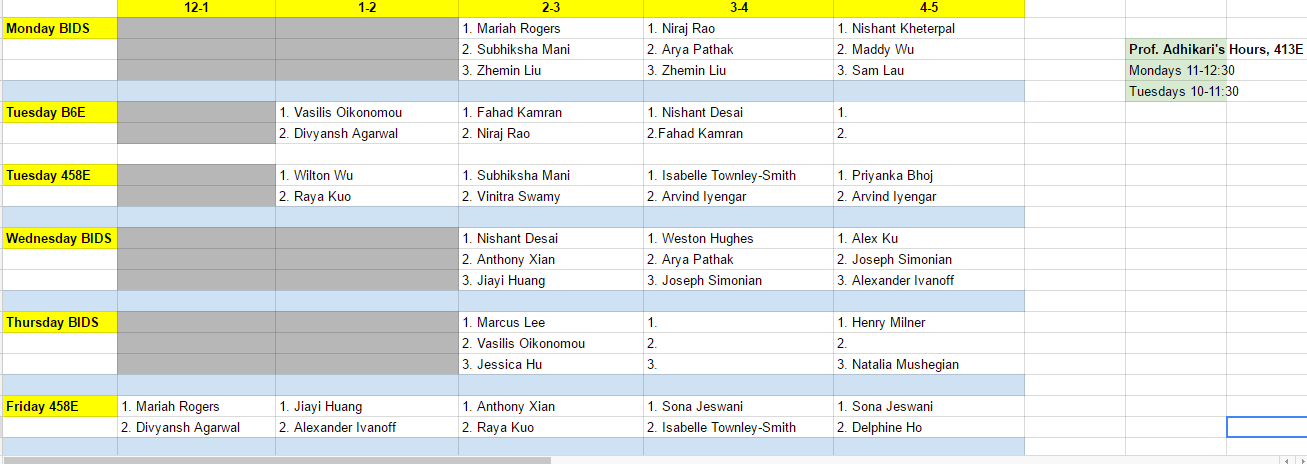 12-1 1-2 2-3 3-4 4-5
Monday BIDS 1. Mariah Rogers 1. Niraj Rao 1. Nishant Kheterpal
2. Subhiksha Mani 2. Arya Pathak 2. Maddy Wu Prof. Adhikari's Hours, 413E
3. Zhemin Liu 3. Zhemin Liu 3. Sam Lau Mondays 11-12:30
Tuesdays 10-11:30
Tuesday B6E 1. Vasilis Oikonomou 1. Fahad Kamran 1. Nishant Desai 1.
2. Divyansh Agarwal 2. Niraj Rao 2.Fahad Kamran 2.
Tuesday 458E 1. Wilton Wu 1. Subhiksha Mani 1. Isabelle Townley-Smith 1. Priyanka Bhoj
2. Raya Kuo 2. Vinitra Swamy 2. Arvind Iyengar 2. Arvind Iyengar
Wednesday BIDS 1. Nishant Desai 1. Weston Hughes 1. Alex Ku
2. Anthony Xian 2. Arya Pathak 2. Joseph Simonian
3. Jiayi Huang 3. Joseph Simonian 3. Alexander Ivanoff
Thursday BIDS 1. Marcus Lee 1. 1. Henry Milner
2. Vasilis Oikonomou 2. 2.
3. Jessica Hu 3. 3. Natalia Mushegian
Friday 458E 1. Mariah Rogers 1. Jiayi Huang 1. Anthony Xian 1. Sona Jeswani 1. Sona Jeswani
2. Divyansh Agarwal 2. Alexander Ivanoff 2. Raya Kuo 2. Isabelle Townley-Smith 2. Delphine Ho